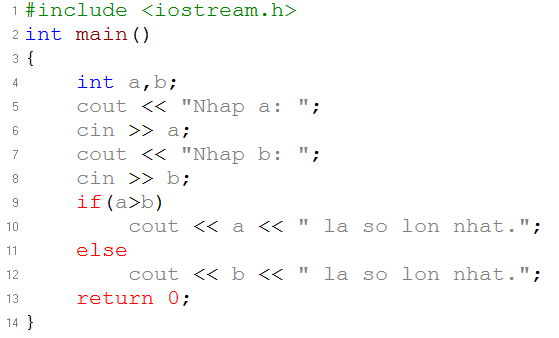 1 #include <iostream.h>
2 int main()
3 {
4     int a,b;
5     cout << "Nhap a: ";
6     cin >> a;
7     cout << "Nhap b: ";
8     cin >> b;
9     if(a>b)
10         cout << a << " la so lon nhat.";
11     else
12         cout << b << " la so lon nhat.";
13     return 0;
14 }